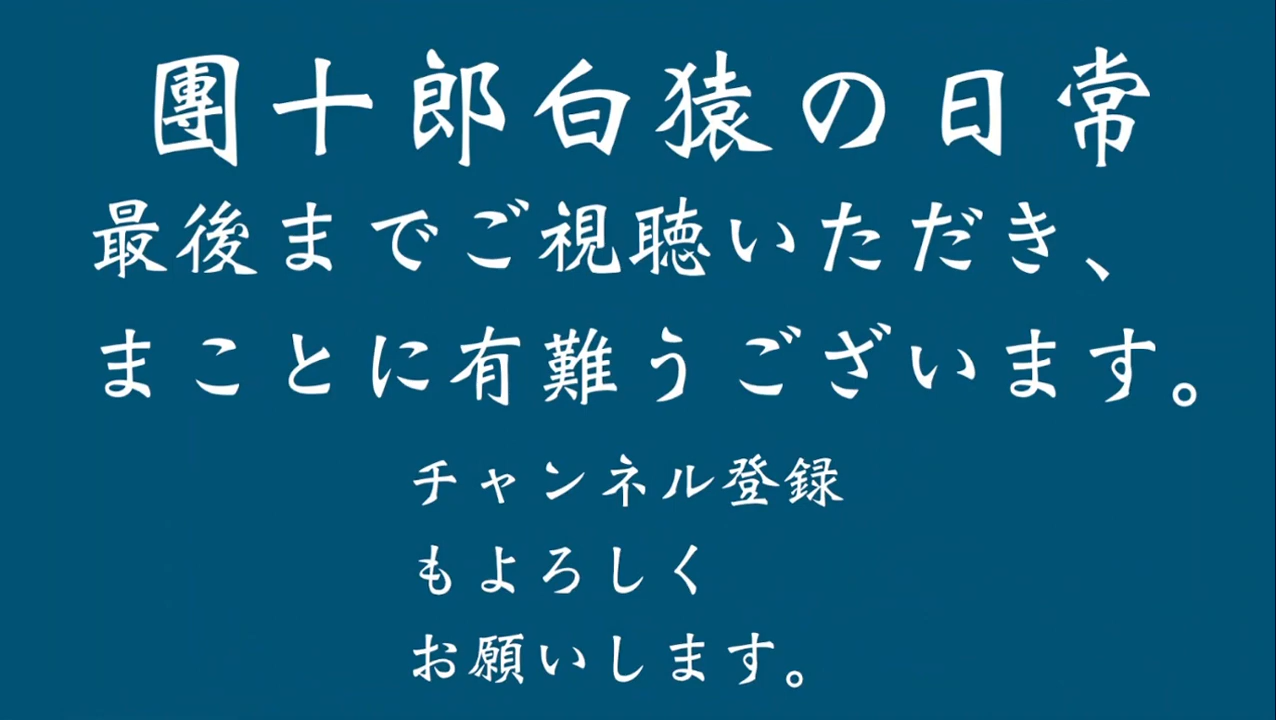 團十郎白猿の日常
最後までご視聴いただき、
まことに有難うございます。
チャンネル登録
もよろしく
お願いします。